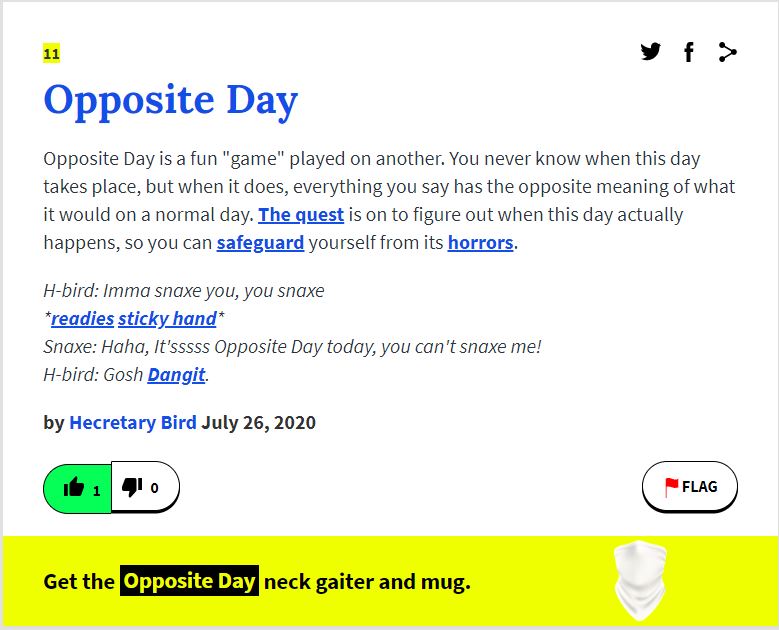 11
Opposite Day
Opposite Day is a fun "game" played on another. You never know when this day
takes place, but when it does, everything you say has the opposite meaning of what
it would on a normal day. The quest is on to figure out when this day actually
happens, so you can safeguard yourself from its horrors.
H-bird: Imma snaxe you, you snaxe
*readies sticky hand*
Snaxe: Haha, It'sssss Opposite Day today, you can't snaxe me!
H-bird: Gosh Dangit.
by Hecretary Bird July 26, 2020
1 0 FLAG
Get the Opposite Day neck gaiter and mug.